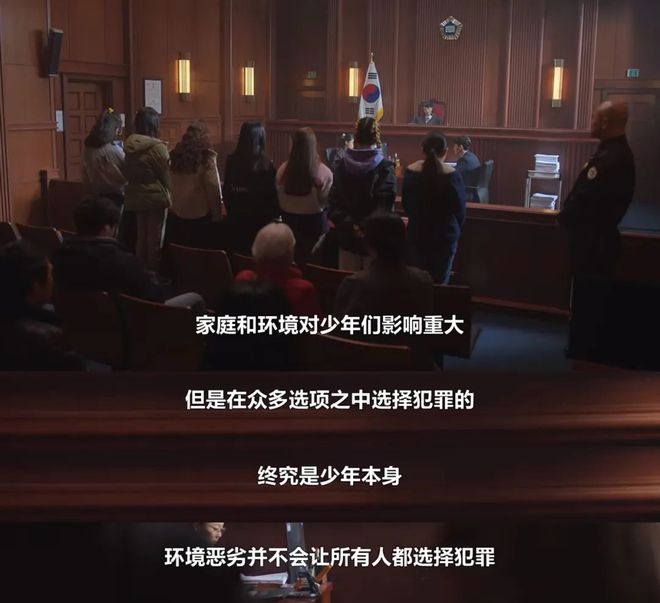 家庭和环境对少年们影响重大
但是在众多选项之中选择犯罪的
终究是少年本身
环境恶劣并不会让所有人都选择犯罪